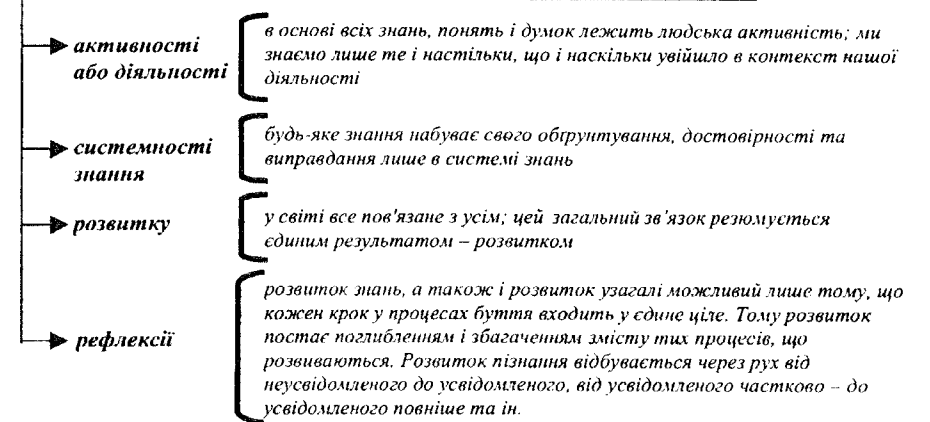 активності
або діяльності
в основі всіх знань, понять і думок лежить людська активність; ми
знаємо лише те і настільки, що і наскільки увійшло в контекст нашої
діяльності
системності
знання
будь-яке знання набуває свого обґрунтування, достовірності та
виправдання лише в системі знань
розвитку
у світі все пов'язане з усім; цей загальний зв'язок резюмується
єдиним результатом – розвитком
рефлексії
розвиток знань, а також і розвиток узагалі можливий лише тому, що
кожен крок у процесах буття входить у єдине ціле. Тому розвиток
постає поглибленням і збагаченням змісту тих процесів, що
розвиваються. Розвиток пізнання відбувається через рух від
неусвідомленого до усвідомленого, від усвідомленого частково – до
усвідомленого повніше та ін.